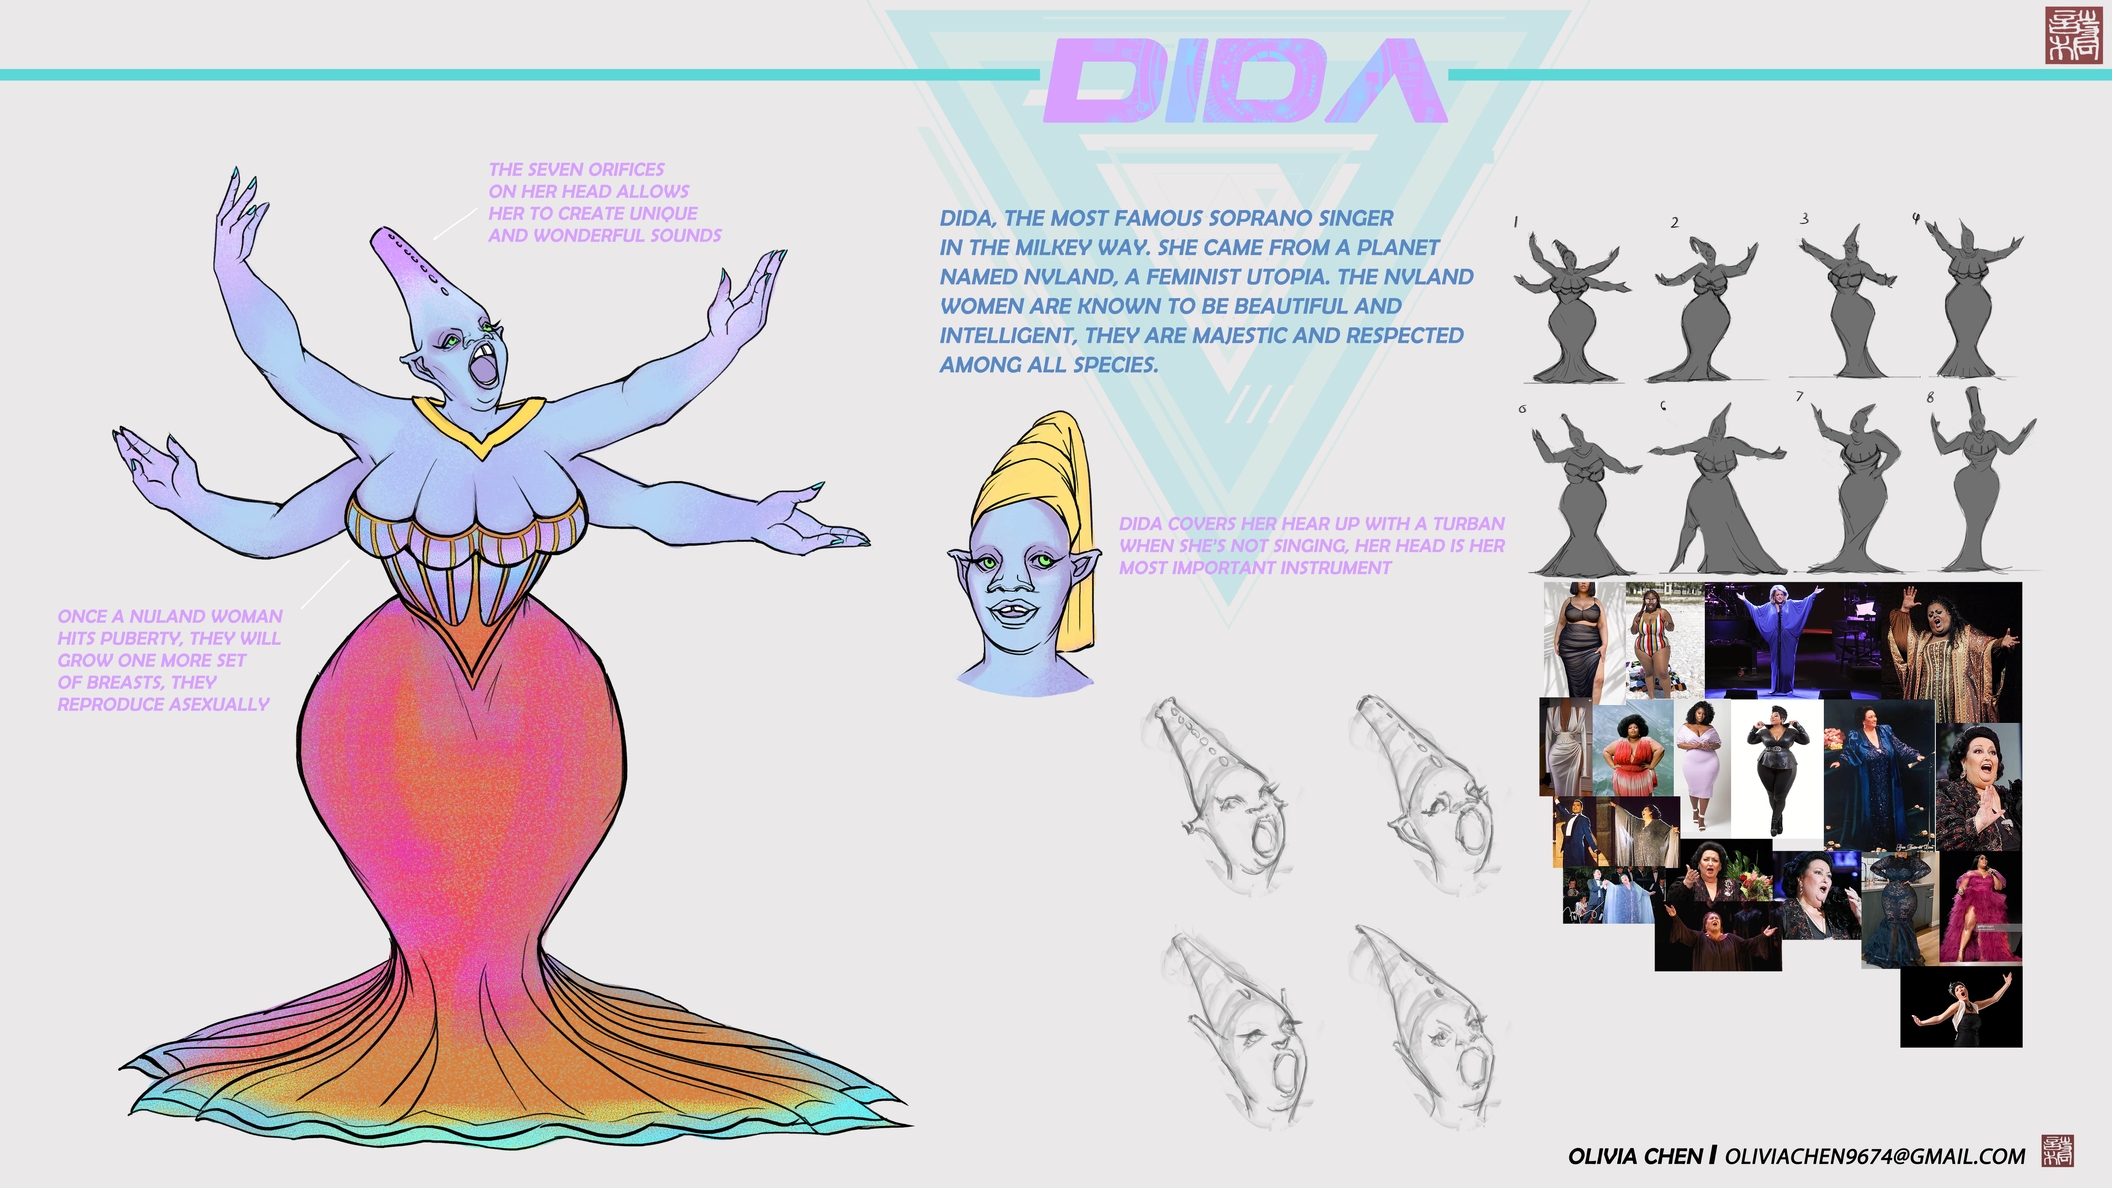 DIDA
THE SEVEN ORIFICES
ON HER HEAD ALLOWS
HER TO CREATE UNIQUE
AND WONDERFUL SOUNDS
DIDA, THE MOST FAMOUS SOPRANO SINGER
IN THE MILKEY WAY. SHE CAME FROM A PLANET
NAMED NVLAND, A FEMINIST UTOPIA. THE NVLAND
WOMEN ARE KNOWN TO BE BEAUTIFUL AND
INTELLIGENT, THEY ARE MAJESTIC AND RESPECTED
AMONG ALL SPECIES.
1
2
3
4
5
6
7
8
DIDA COVERS HER HEAR UP WITH A TURBAN
WHEN SHE'S NOT SINGING, HER HEAD IS HER
MOST IMPORTANT INSTRUMENT
ONCE A NULAND WOMAN
HITS PUBERTY, THEY WILL
GROW ONE MORE SET
OF BREASTS, THEY
REPRODUCE ASEXUALLY
OLIVIA CHEN | OLIVIACHEN9674@GMAIL.COM